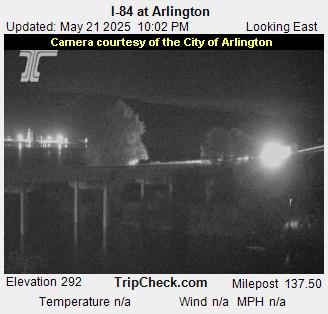 I-84 at Arlington
Updated: May 21 2025 10:02 PM Looking East
Camera courtesy of the City of Arlington
Elevation 292 TripCheck.com Milepost 137.50
Temperature n/a Wind n/a MPH n/a